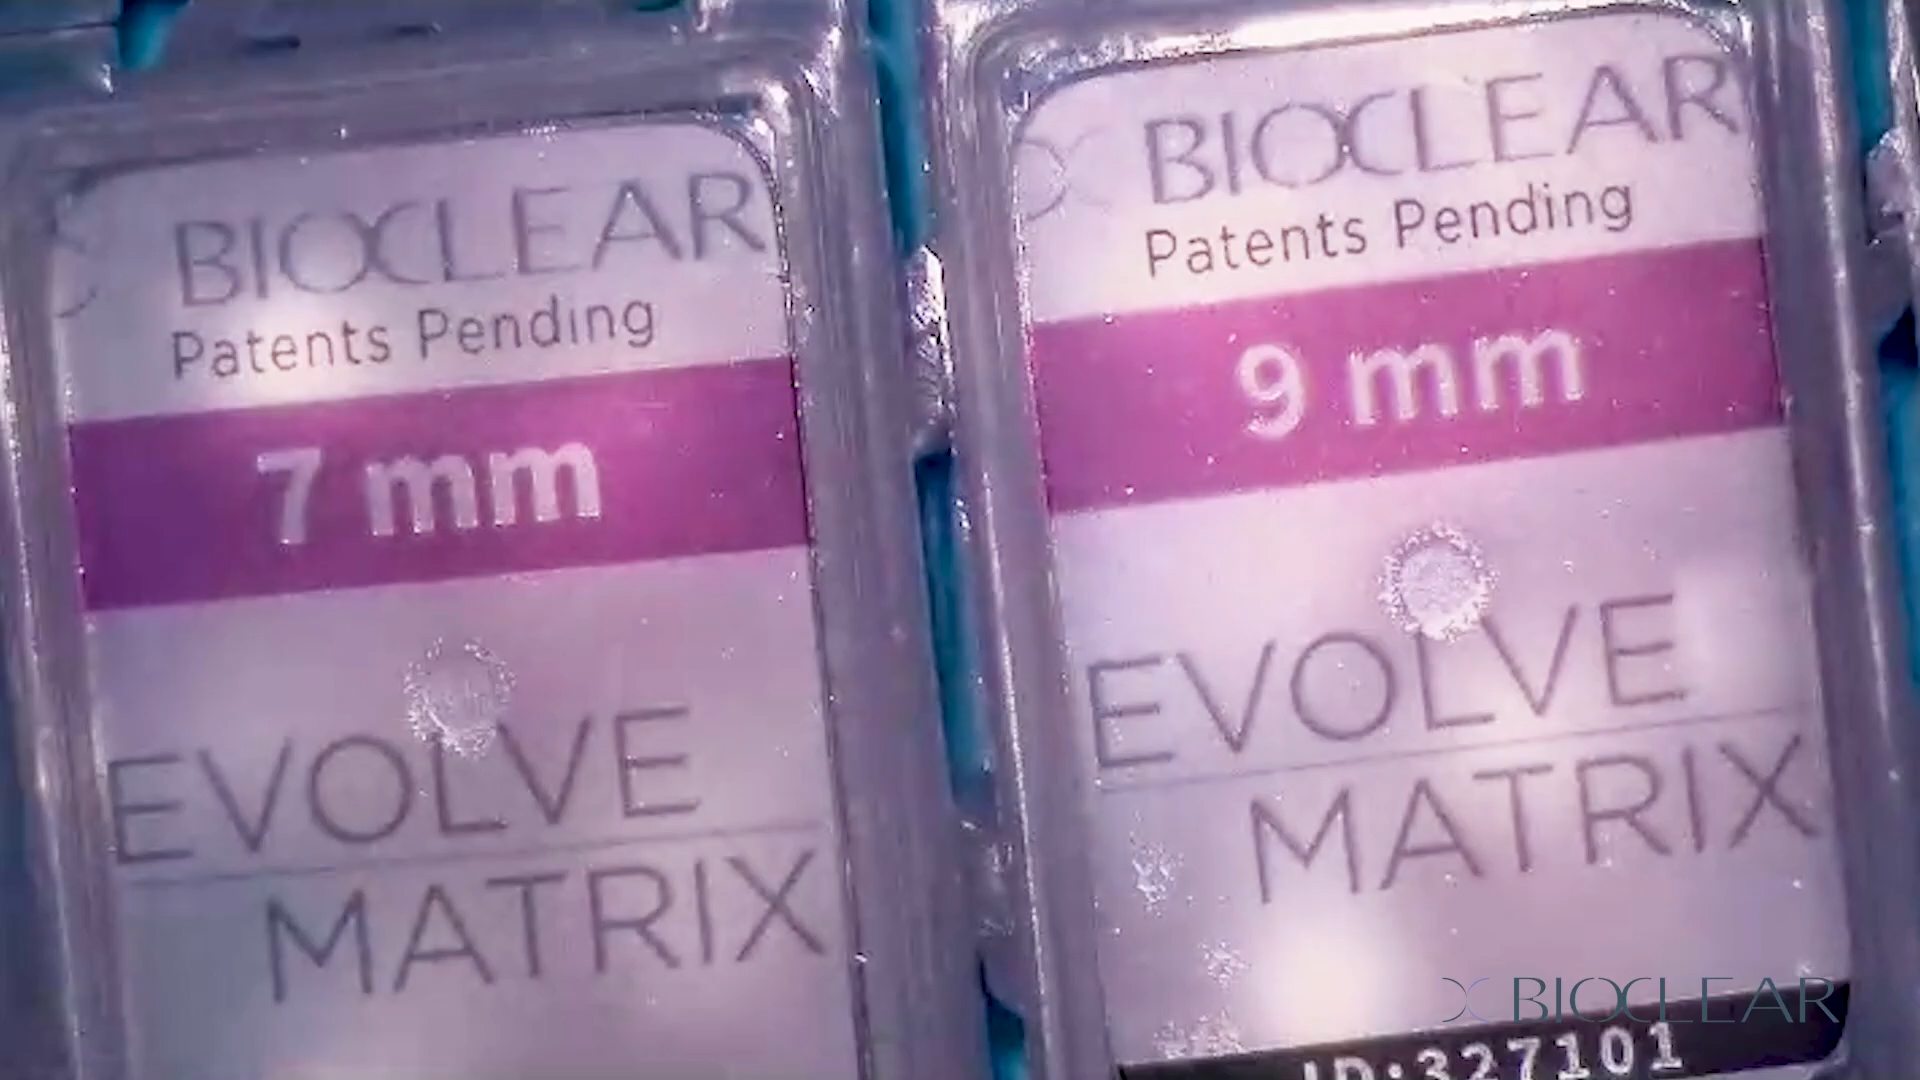 BIOCLEAR
Patents Pending
7 mm
EVOLVE
MATRIX
BIOCLEAR
Patents Pending
9 mm
EVOLVE
MATRIX
ID:327101
BIOCLEAR